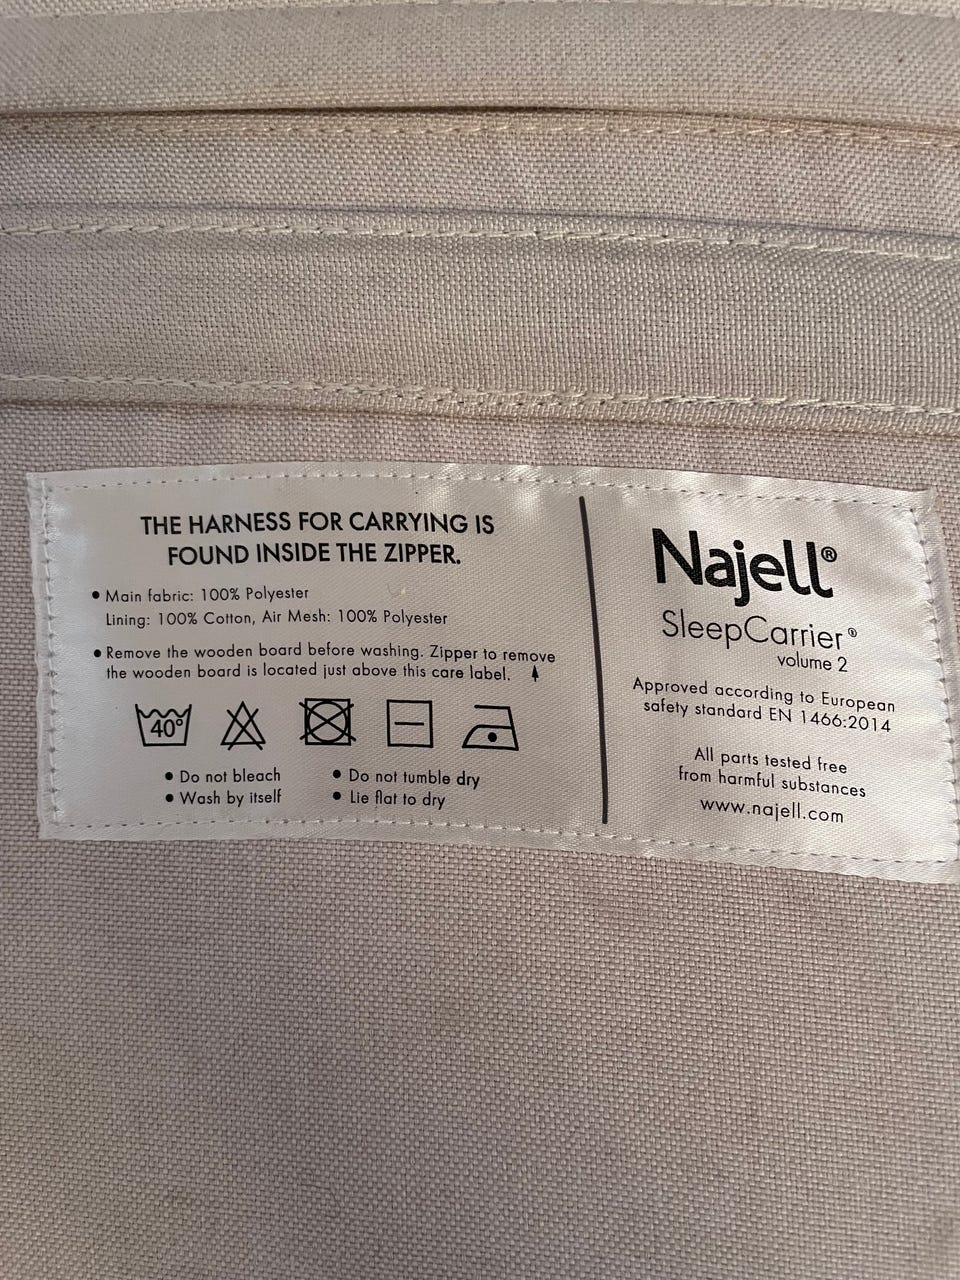 THE HARNESS FOR CARRYING IS
FOUND INSIDE THE ZIPPER.
• Main fabric: 100% Polyester
Lining: 100% Cotton, Air Mesh: 100% Polyester
• Remove the wooden board before washing. Zipper to remove
the wooden board is located just above this care label.
40°
• Do not bleach
• Wash by itself
• Do not tumble dry
• Lie flat to dry
Najell®
SleepCarrier®
volume 2
Approved according to European
safety standard EN 1466:2014
All parts tested free
from harmful substances
www.najell.com